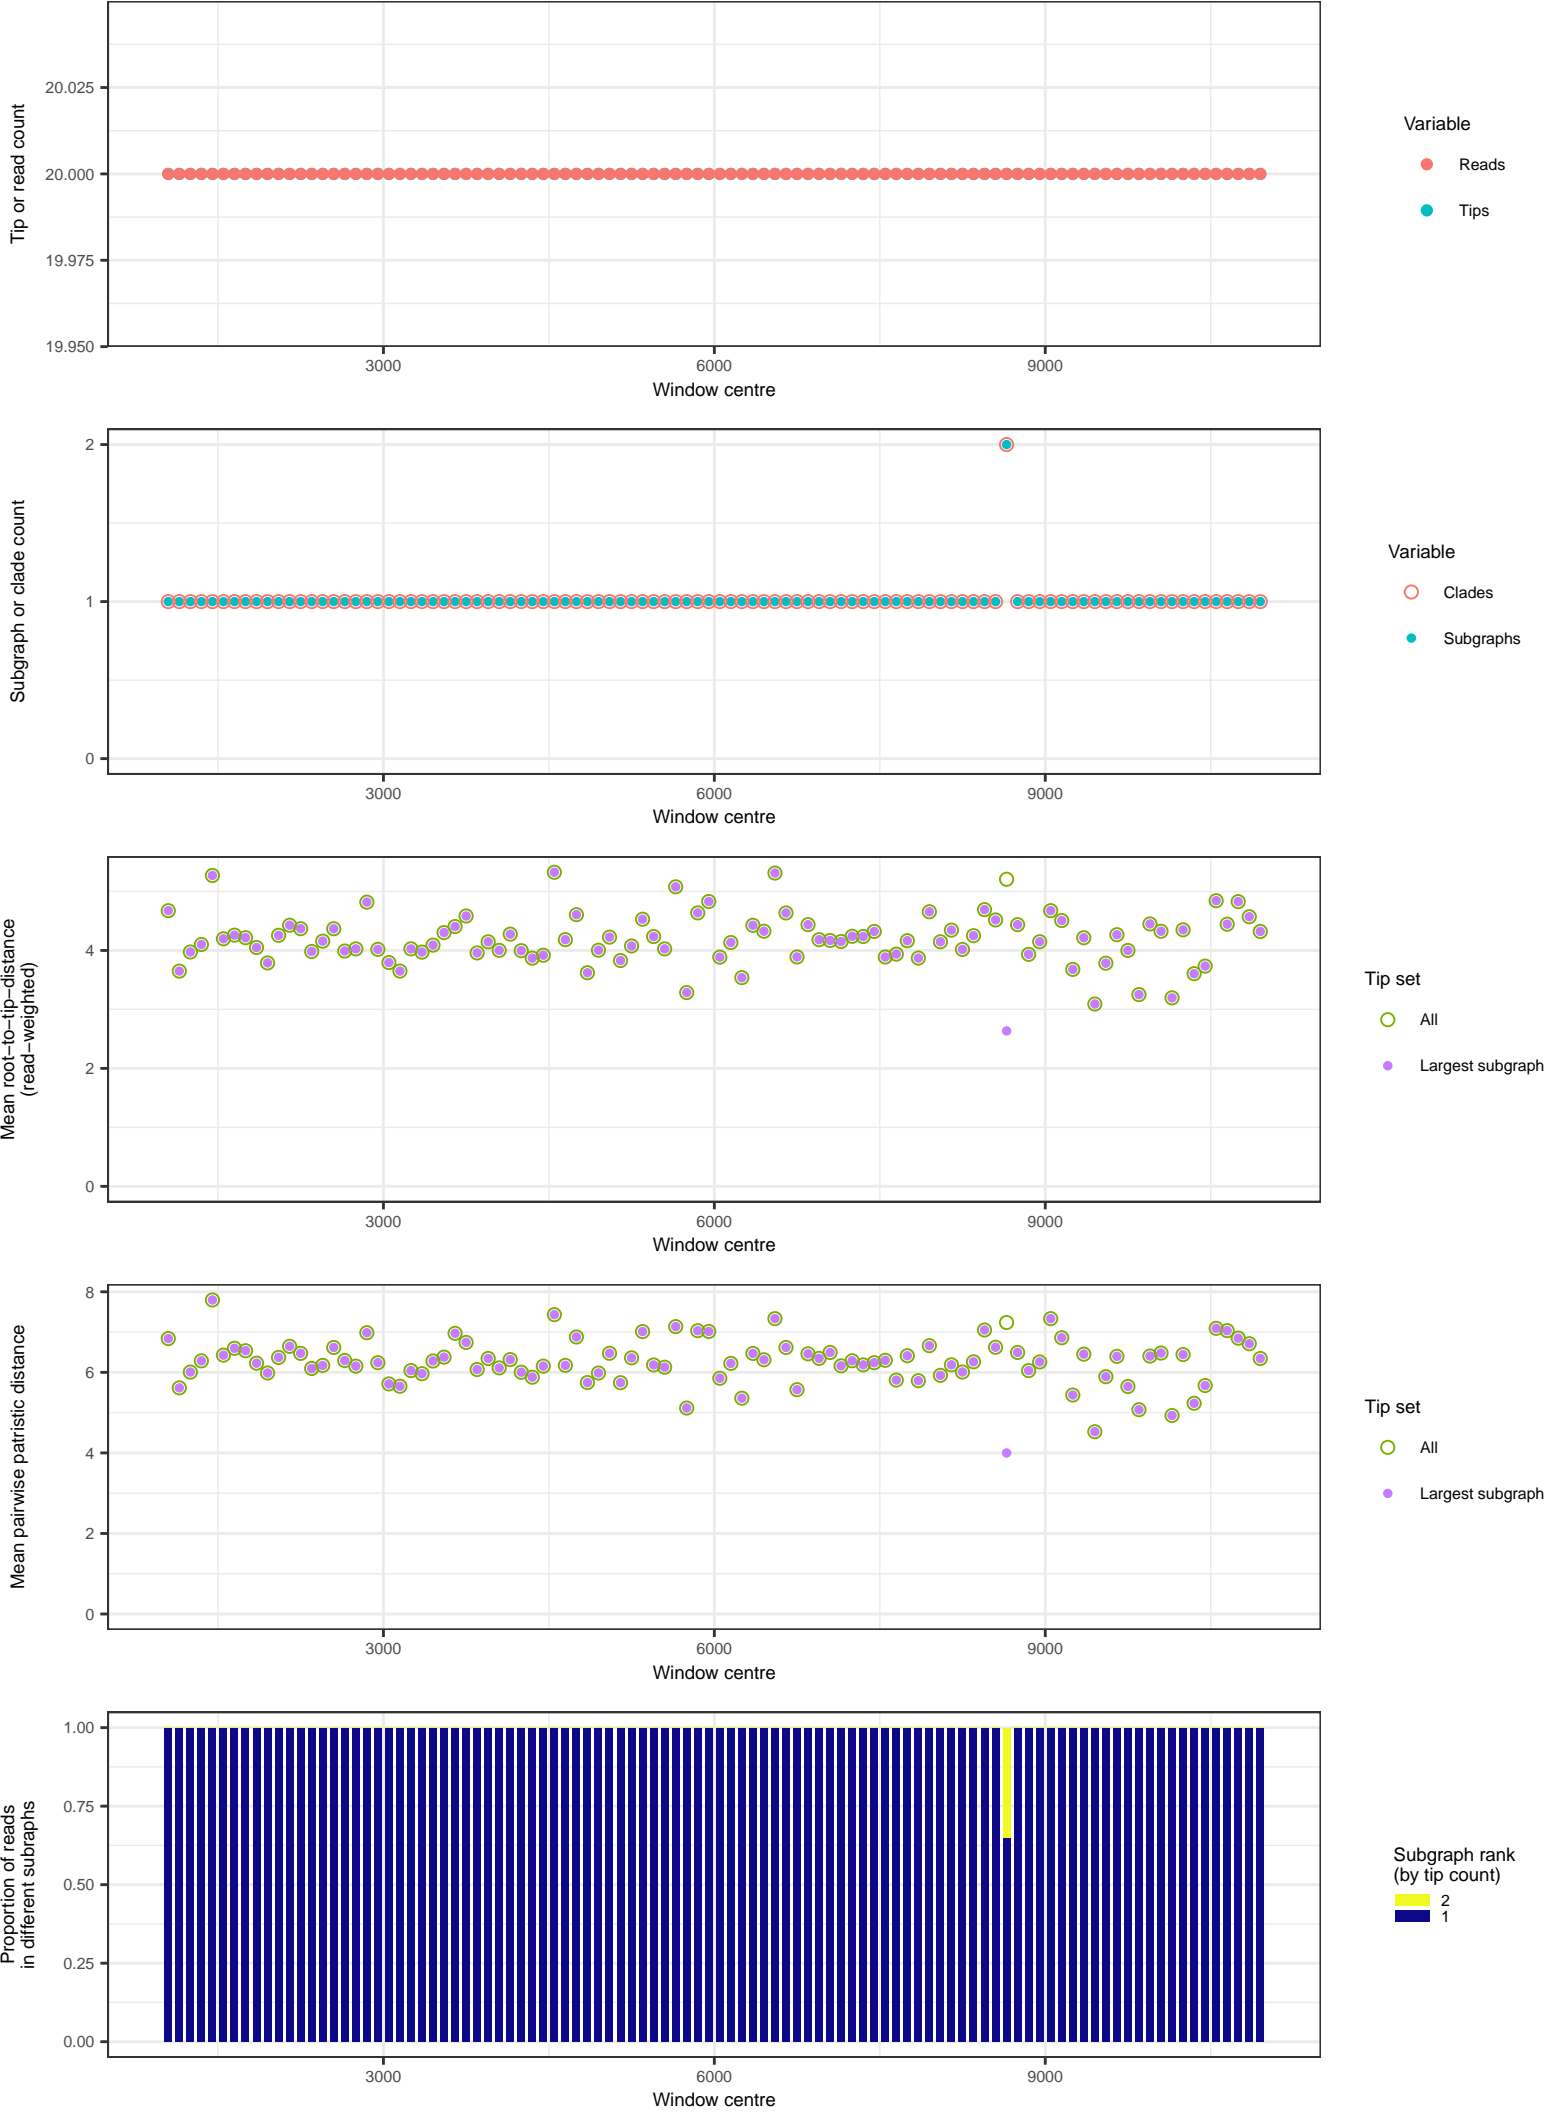 Tip or read count
20.025
20.000
19.975
19.950
3000
6000
9000
Window centre
Variable
Reads
Tips
Subgraph or clade count
2
1
0
3000
6000
9000
Window centre
Variable
Clades
Subgraphs
Mean root−to−tip−distance
(read−weighted)
4
2
0
3000
6000
9000
Window centre
Tip set
All
Largest subgraph
Mean pairwise patristic distance
8
6
4
2
0
3000
6000
9000
Window centre
Tip set
All
Largest subgraph
Proportion of reads
in different subraphs
1.00
0.75
0.50
0.25
0.00
3000
6000
9000
Window centre
Subgraph rank
(by tip count)
2
1